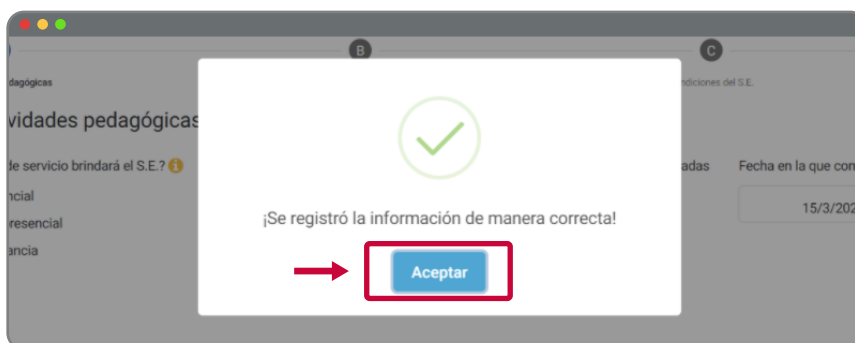 B
C
dagógicas
ndiciones del S.E.
vidades pedagógicas
de servicio brindará el S.E.?
adas
Fecha en la que com
ncial
15/3/202
resencial
ancia
¡Se registró la información de manera correcta!
Aceptar